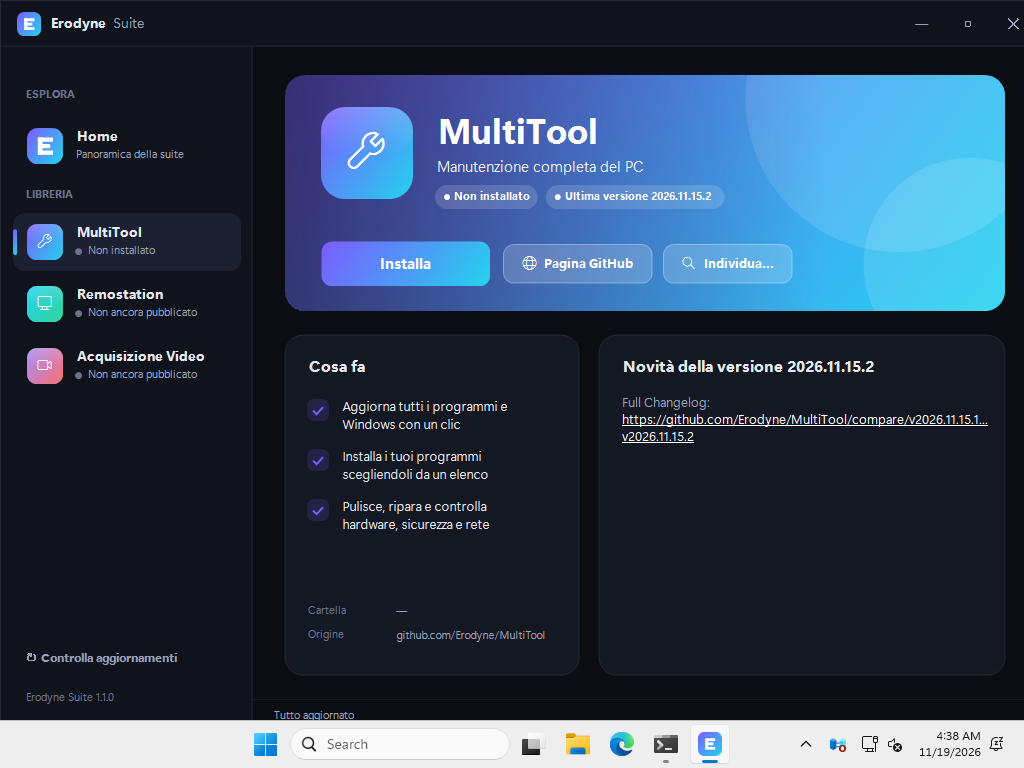 Erodyne Suite
ESPLORA
Home
Panoramica della suite
LIBRERIA
MultiTool
Non installato
Remostation
Non ancora pubblicato
Acquisizione Video
Non ancora pubblicato
Controlla aggiornamenti
Erodyne Suite 1.1.0
MultiTool
Manutenzione completa del PC
Non installato
Ultima versione 2026.11.15.2
Installa
Pagina GitHub
Individua...
Cosa fa
Aggiorna tutti i programmi e
Windows con un clic
Installa i tuoi programmi
scegliendoli da un elenco
Pulisce, ripara e controlla
hardware, sicurezza e rete
Cartella —
Origine github.com/Erodyne/MultiTool
Novità della versione 2026.11.15.2
Full Changelog:
https://github.com/Erodyne/MultiTool/compare/v2026.11.15.1...
v2026.11.15.2
Tutto aggiornato
Search
4:38 AM
11/19/2026